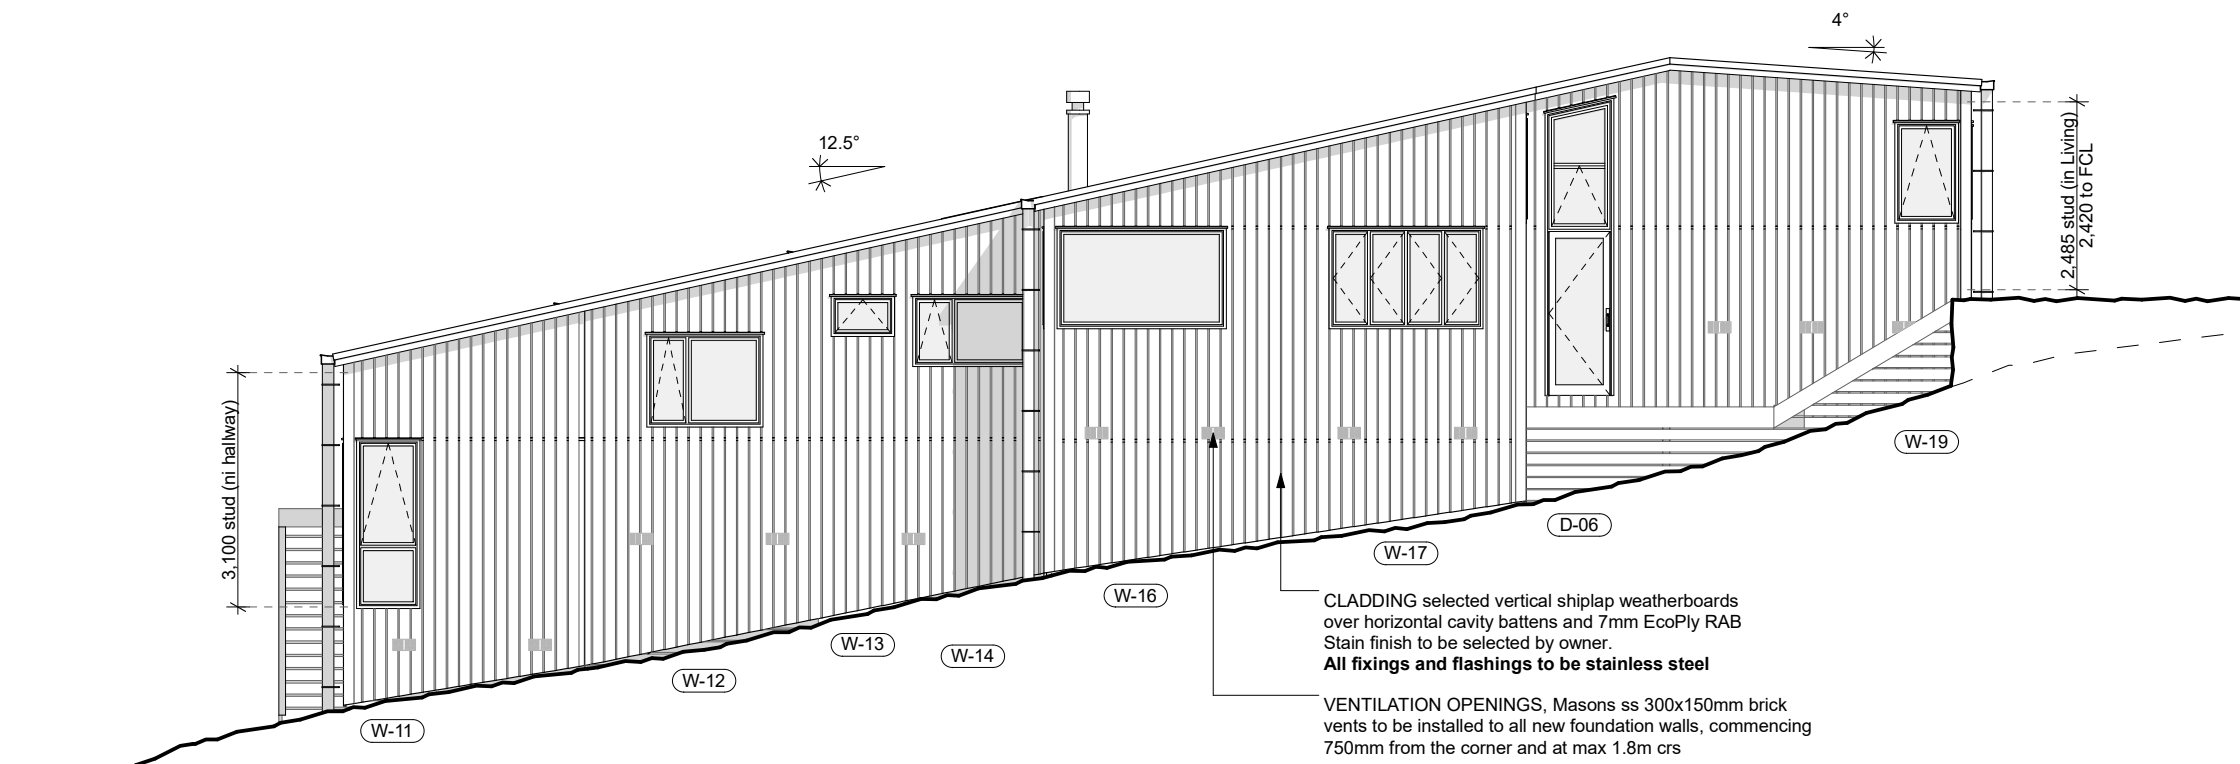 4°
12.5°
2,485 stud (in Living)
2,420 to FCL
3,100 stud (ni hallway)
W-19
D-06
W-17
W-16
W-13
W-14
W-12
W-11
CLADDING selected vertical shiplap weatherboards
over horizontal cavity battens and 7mm EcoPly RAB
Stain finish to be selected by owner.
All fixings and flashings to be stainless steel
VENTILATION OPENINGS, Masons ss 300x150mm brick
vents to be installed to all new foundation walls, commencing
750mm from the corner and at max 1.8m crs